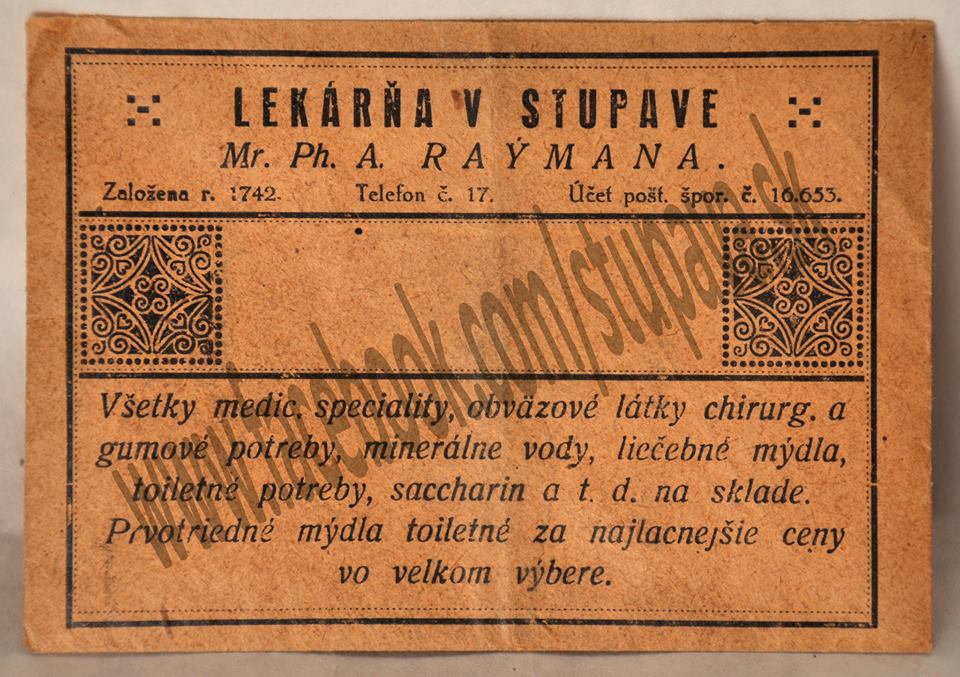 LEKÁRŇA V STUPAVE
Mr. Ph. A. RAÝMANA.
Založena r. 1742. Telefon č. 17. Účet pošt. špor. č. 16.653.
Všetky medic. speciality, obväzové látky chirurg. a
gumové potreby, minerálne vody, liečebné mýdla,
toiletné potreby, saccharin a t. d. na sklade.
Prvotriedné mýdla toiletné za najlacnejšie ceny
vo velkom výbere.
www.facebook.com/stupava.sk